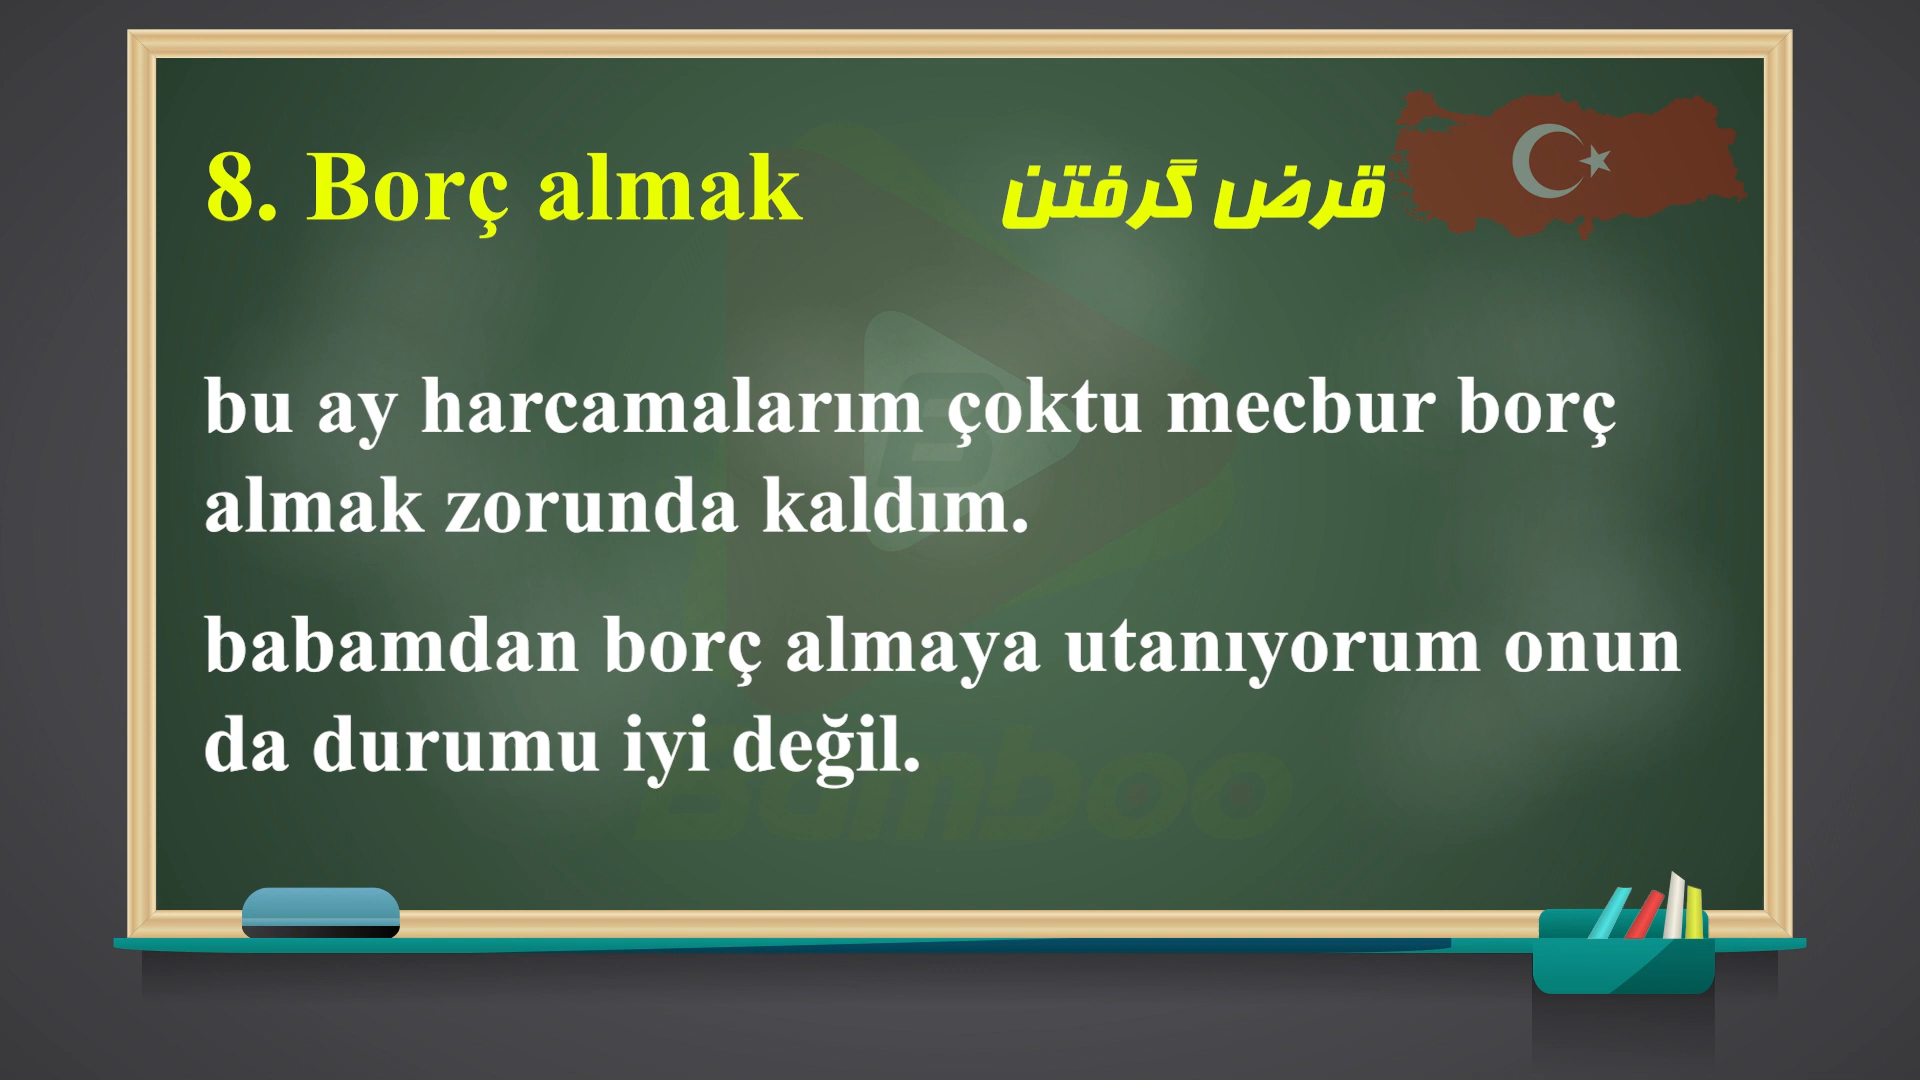 8. Borç almak قرض گرفتن
bu ay harcamalarım çoktu mecbur borç
almak zorunda kaldım.
babamdan borç almaya utanıyorum onun
da durumu iyi değil.
Bamboo